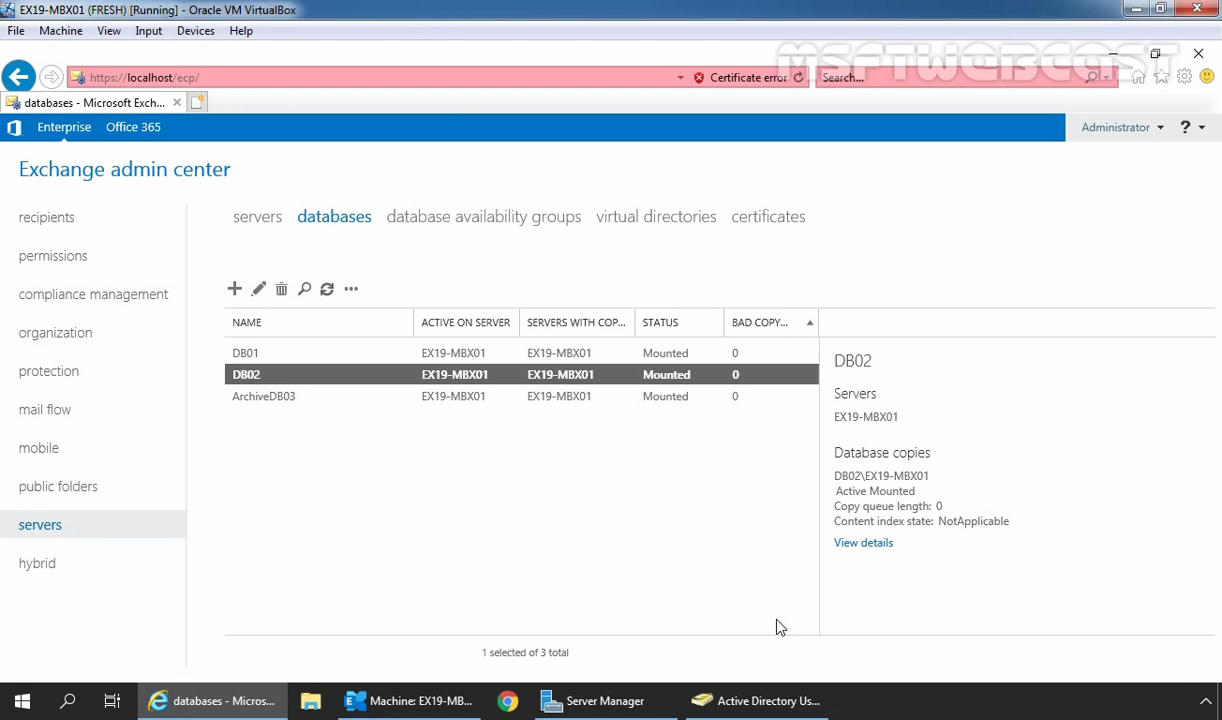 EX19-MBX01 (FRESH) [Running] - Oracle VM VirtualBox
File Machine View Input Devices Help
MSFTWEBCAST
https://localhost/ecp/ Certificate error Search...
databases - Microsoft Exch...
Enterprise Office 365 Administrator ?
Exchange admin center
recipients
permissions
compliance management
organization
protection
mail flow
mobile
public folders
servers
hybrid
servers databases database availability groups virtual directories certificates
NAME ACTIVE ON SERVER SERVERS WITH COP... STATUS BAD COPY...
DB01 EX19-MBX01 EX19-MBX01 Mounted 0
DB02 EX19-MBX01 EX19-MBX01 Mounted 0
ArchiveDB03 EX19-MBX01 EX19-MBX01 Mounted 0
1 selected of 3 total
DB02
Servers
EX19-MBX01
Database copies
DB02\EX19-MBX01
Active Mounted
Copy queue length: 0
Content index state: NotApplicable
View details
databases - Micros... Machine: EX19-MB... Server Manager Active Directory Us...